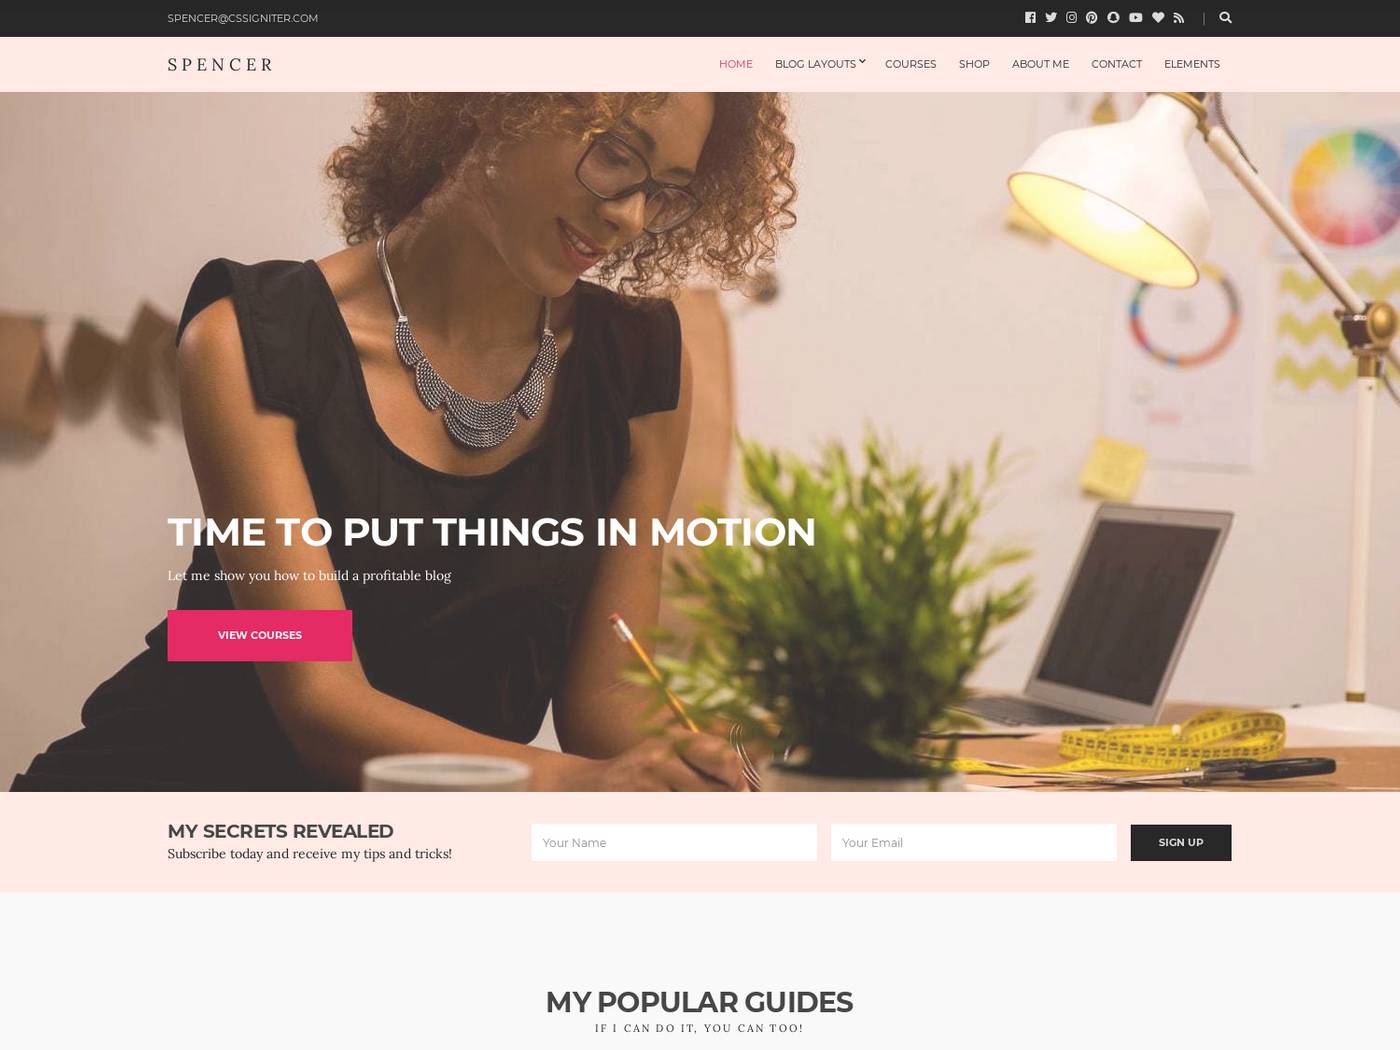 SPENCER@CSSIGNITER.COM
SPENCER
HOME BLOG LAYOUTS COURSES SHOP ABOUT ME CONTACT ELEMENTS
TIME TO PUT THINGS IN MOTION
Let me show you how to build a profitable blog
VIEW COURSES
MY SECRETS REVEALED
Subscribe today and receive my tips and tricks!
Your Name
Your Email
SIGN UP
MY POPULAR GUIDES
IF I CAN DO IT, YOU CAN TOO!